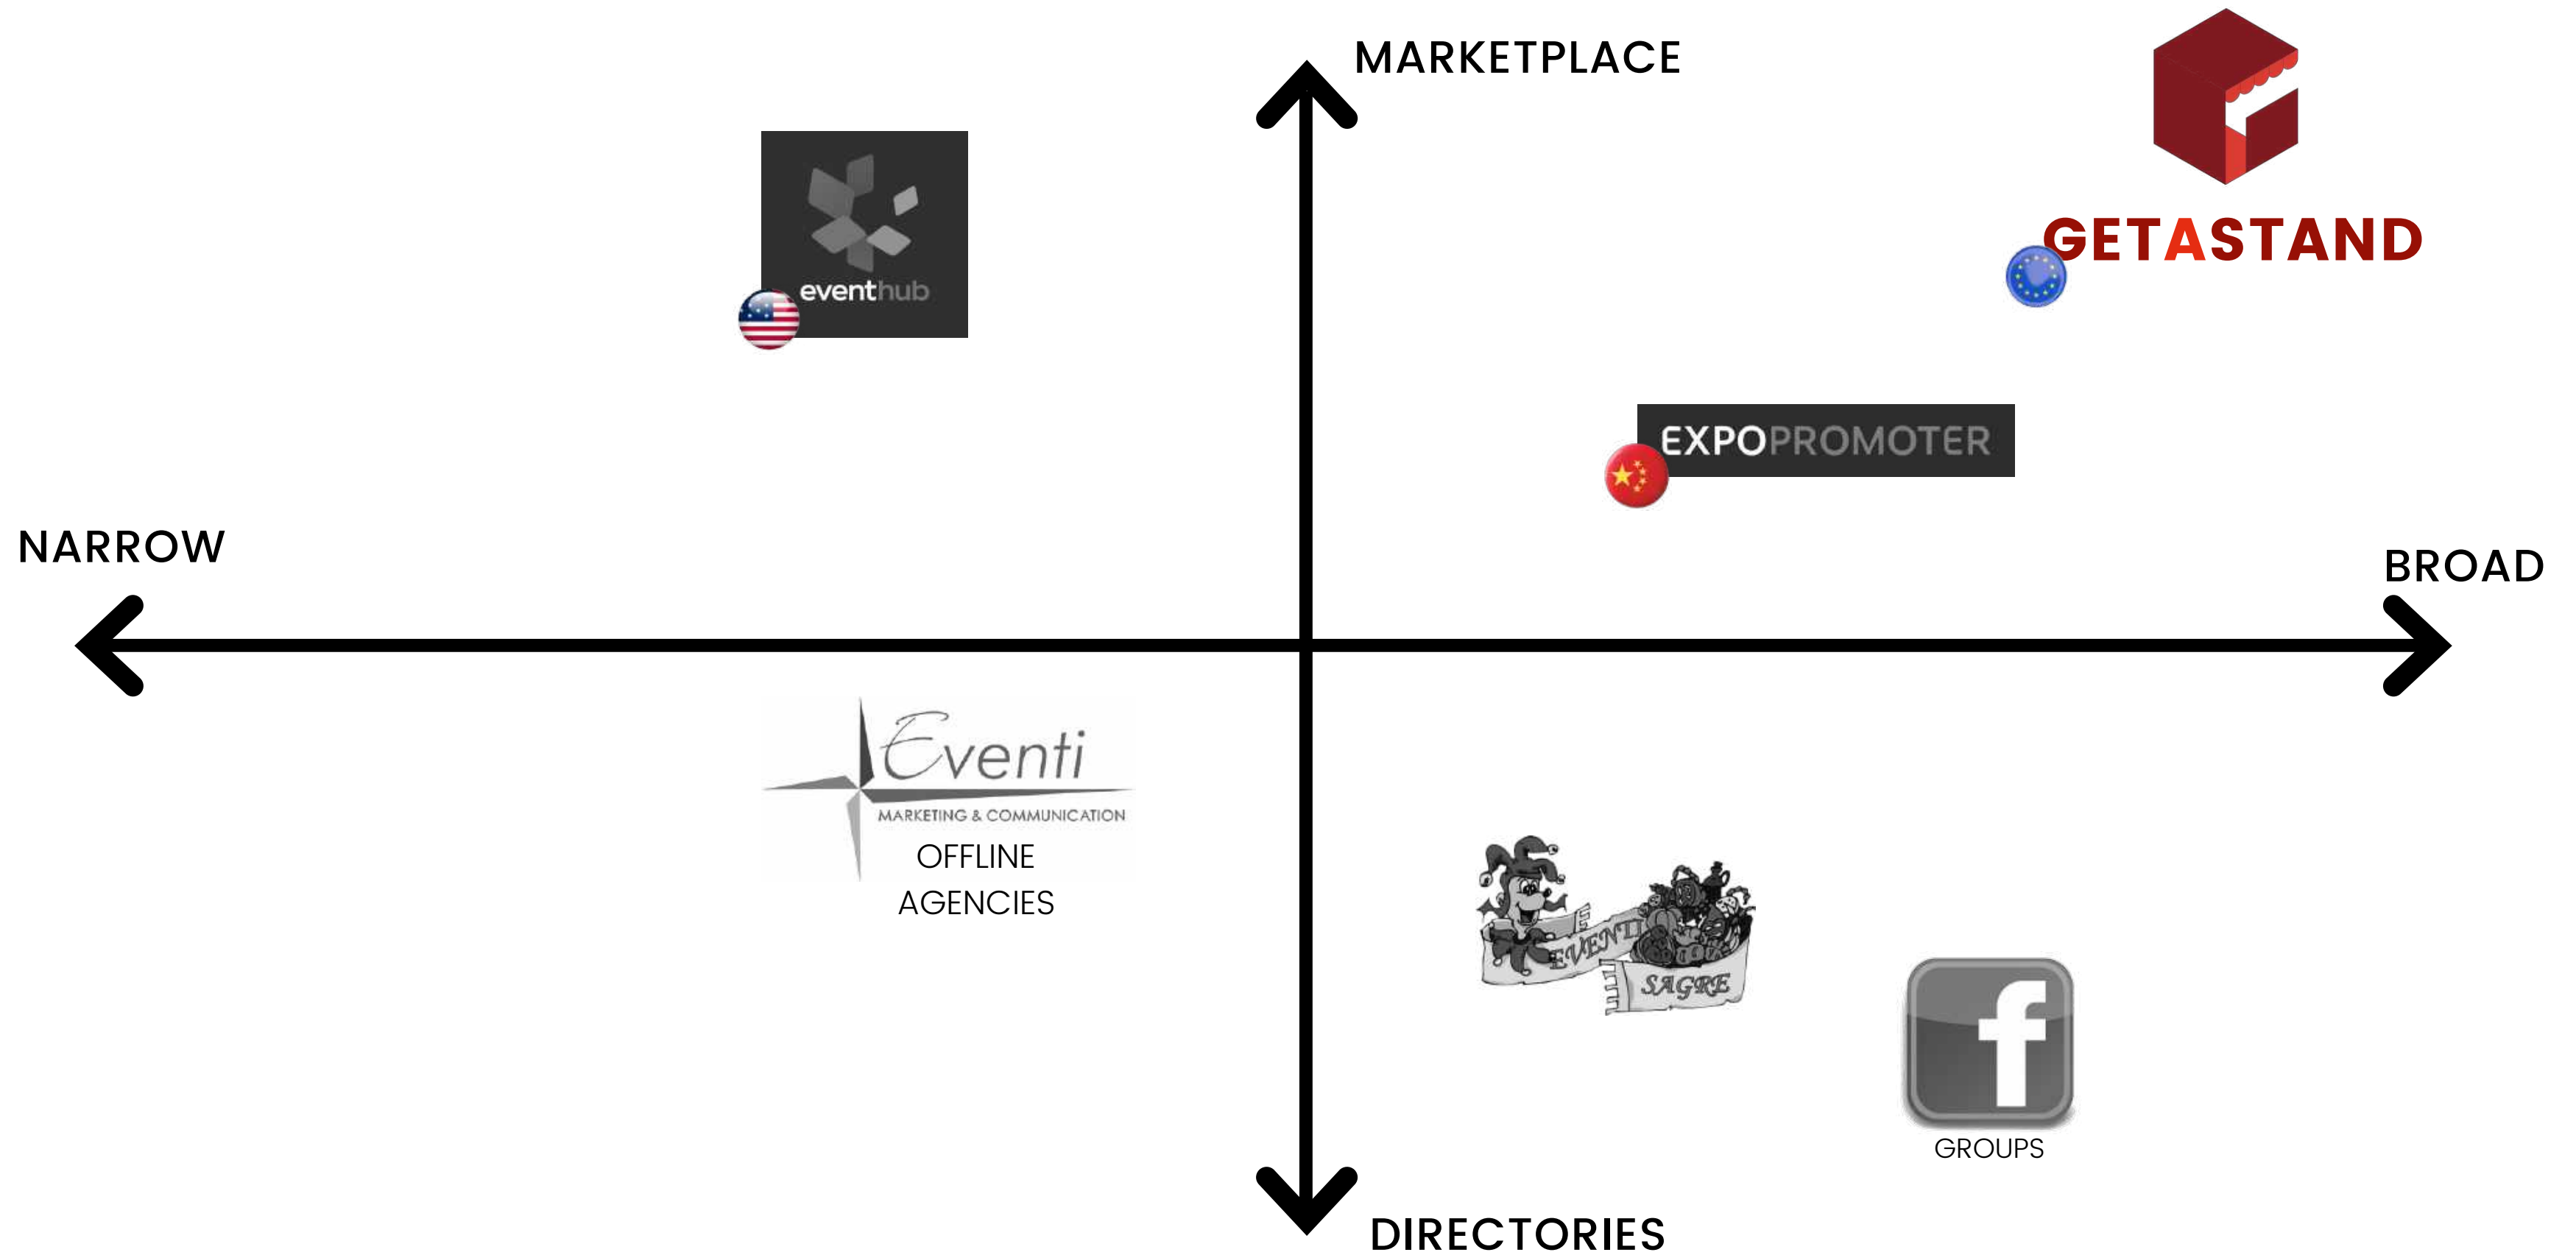 MARKETPLACE
eventhub
GETASTAND
EXPOPROMOTER
NARROW
BROAD
Eventi
MARKETING & COMMUNICATION
OFFLINE
AGENCIES
E EVENTI
SAGRE
f
GROUPS
DIRECTORIES